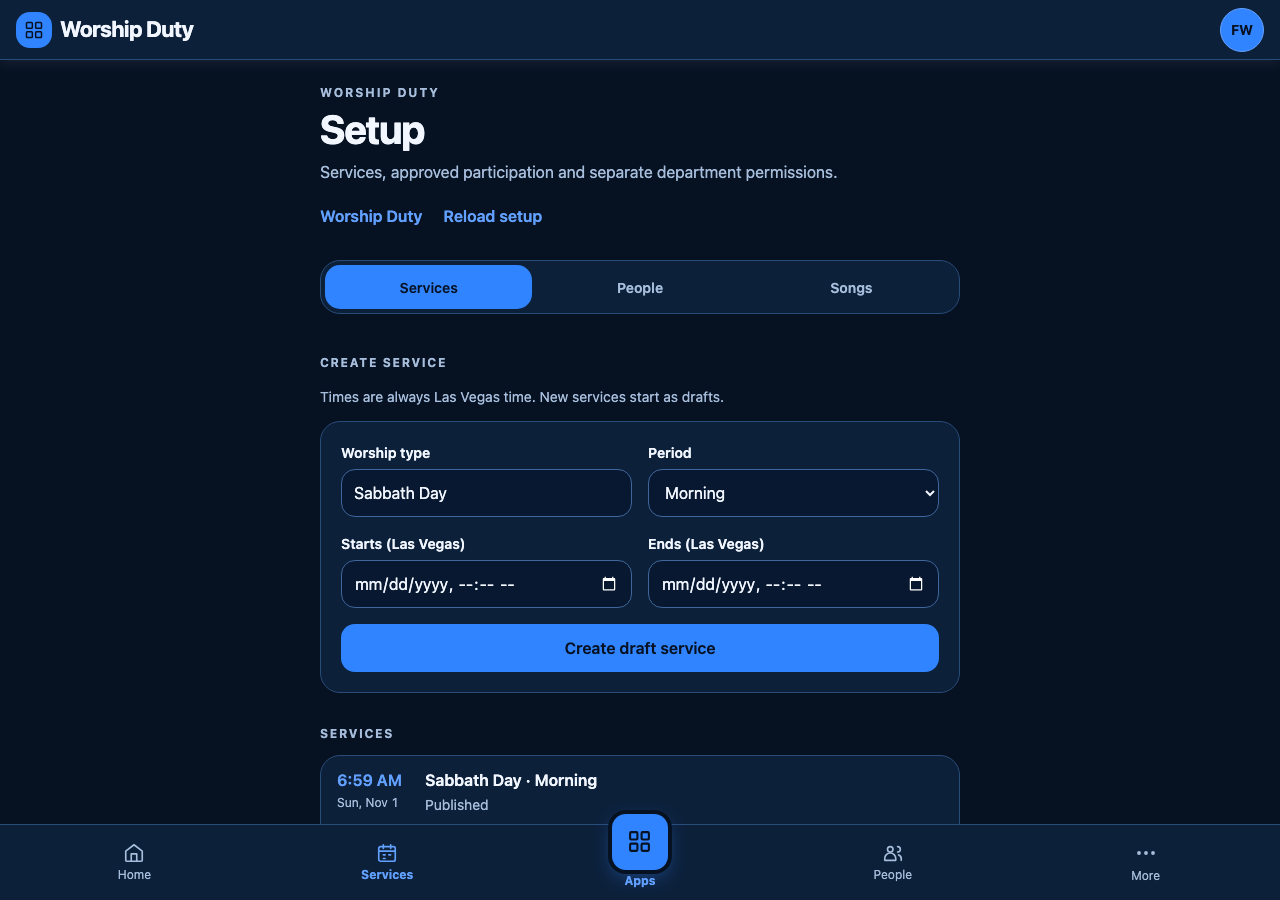 Worship Duty
FW
WORSHIP DUTY
Setup
Services, approved participation and separate department permissions.
Worship Duty Reload setup
Services People Songs
CREATE SERVICE
Times are always Las Vegas time. New services start as drafts.
Worship type Period
Sabbath Day Morning
Starts (Las Vegas) Ends (Las Vegas)
mm/dd/yyyy, --:-- -- mm/dd/yyyy, --:-- --
Create draft service
SERVICES
6:59 AM Sabbath Day · Morning
Sun, Nov 1 Published
Home Services Apps People More